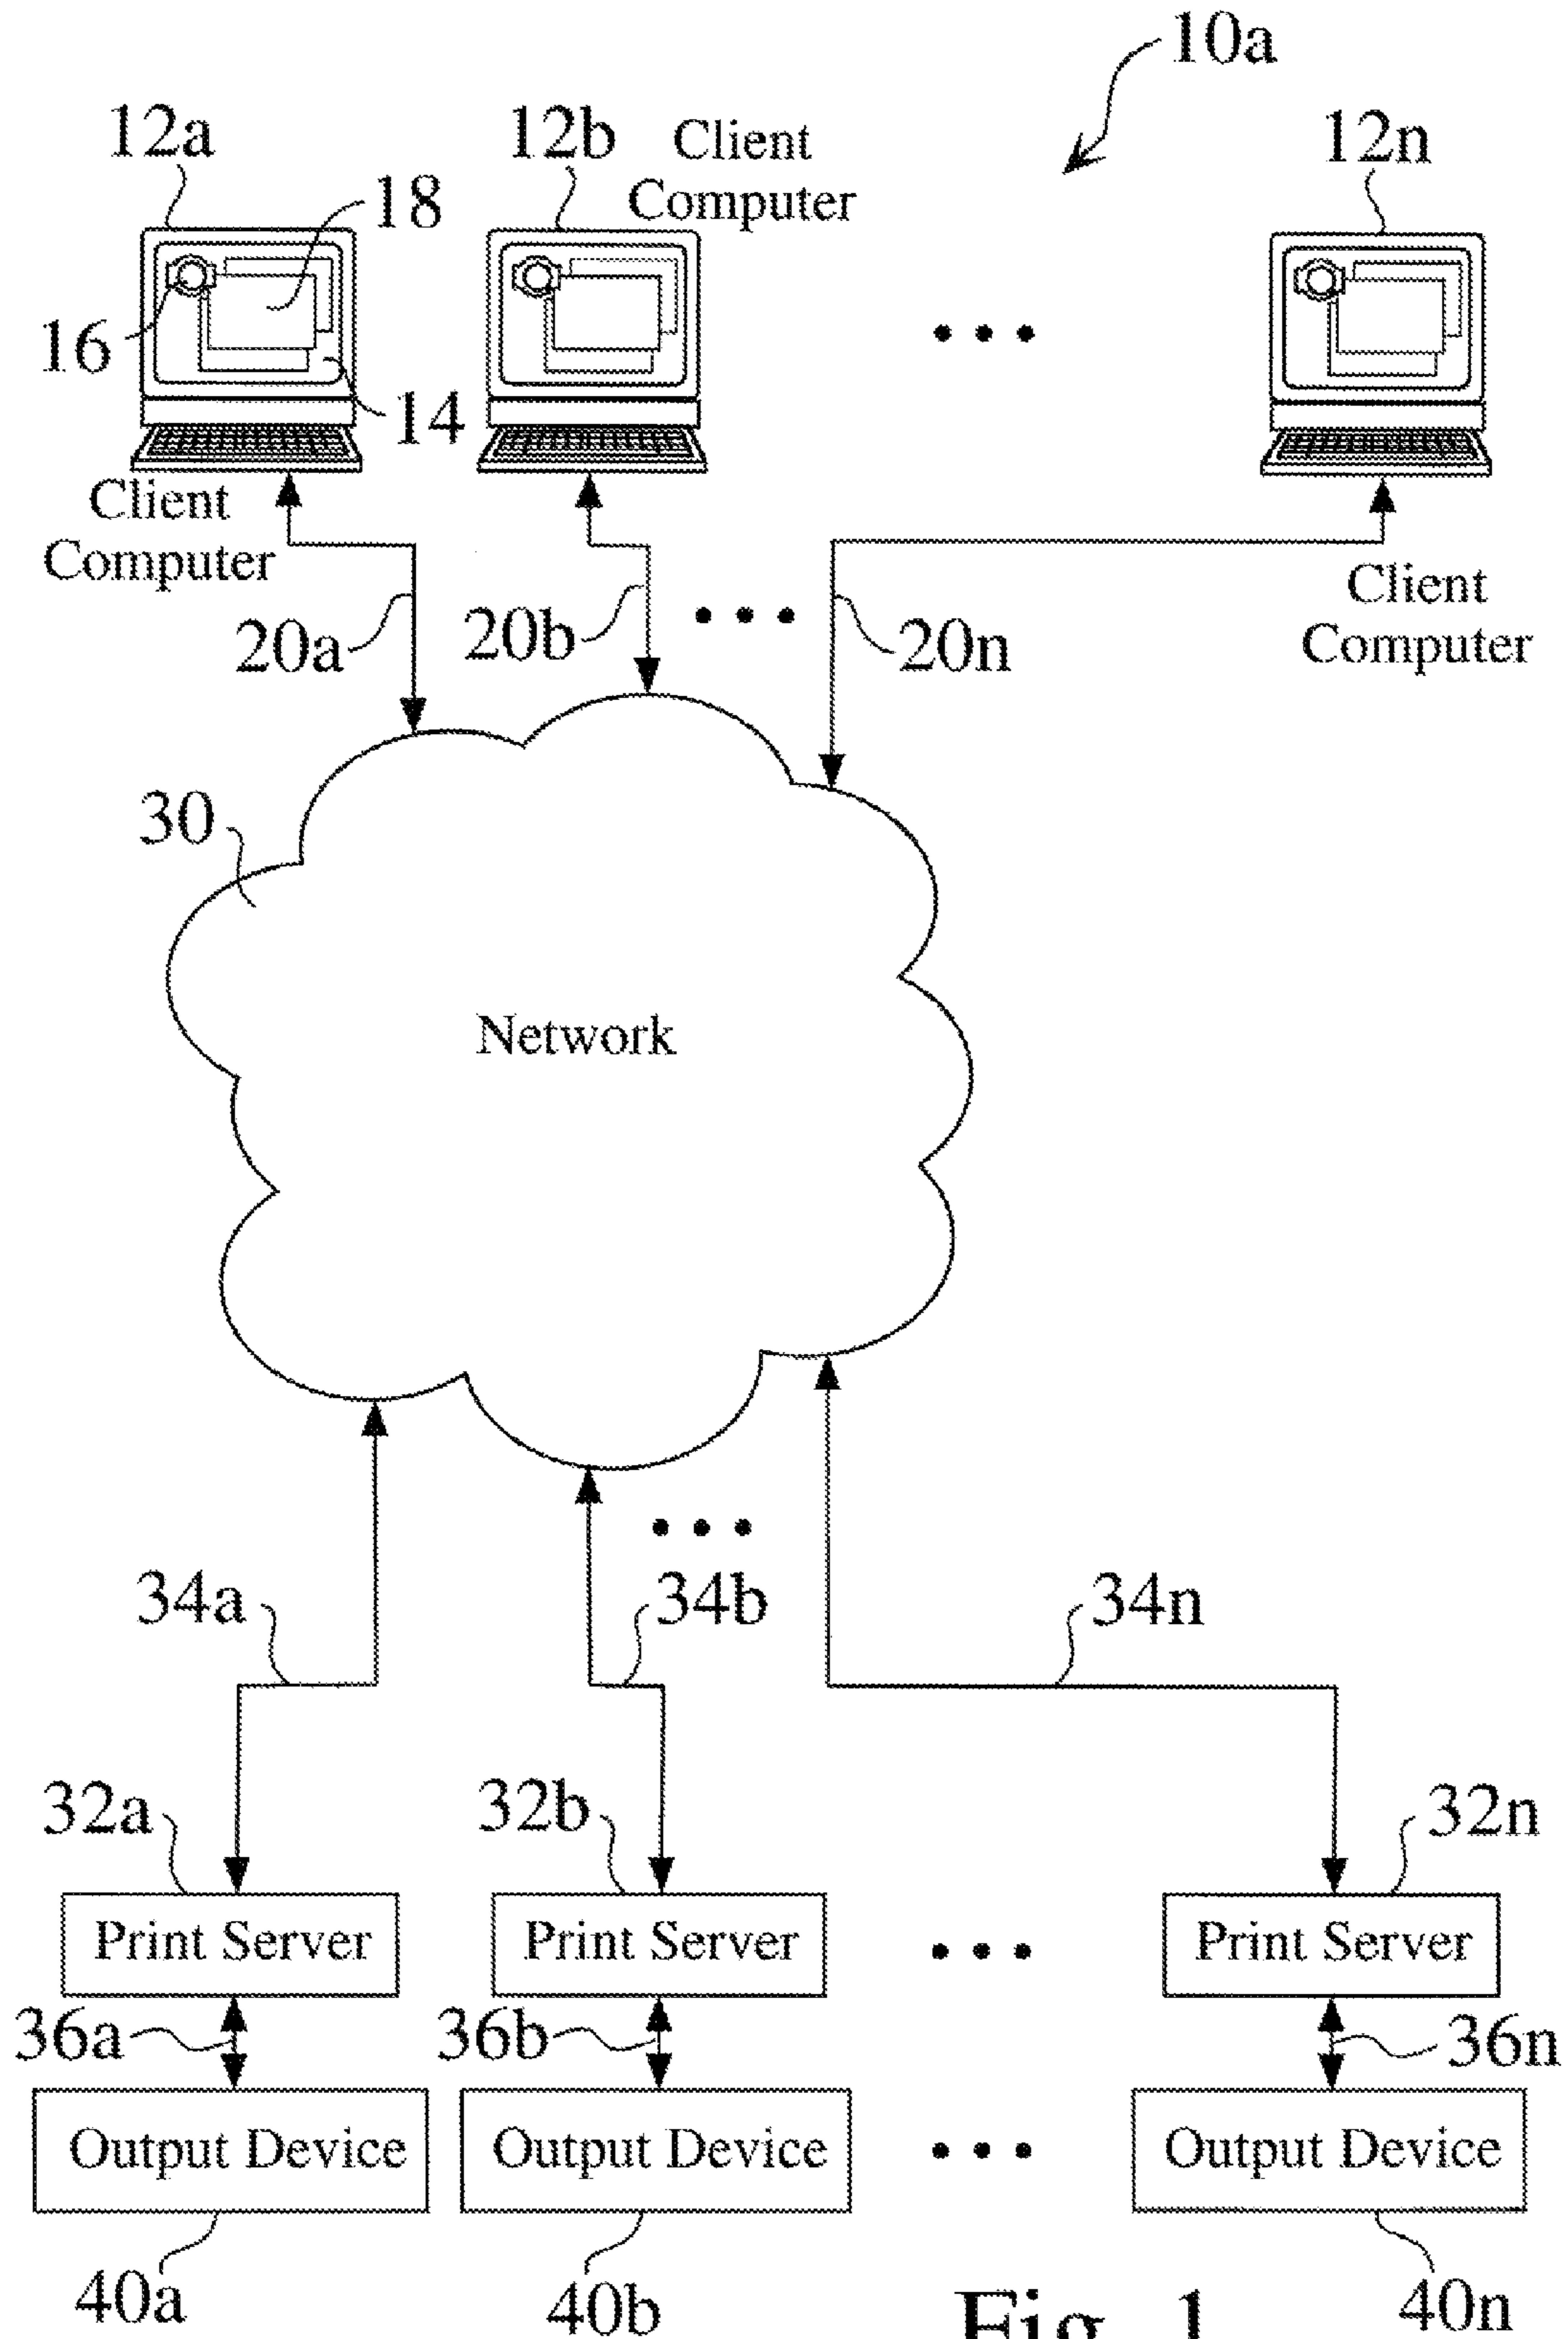 10a
12a
12b
Client
Computer
12n
18
16
14
Client
Computer
20a
20b
20n
Client
Computer
30
Network
34a
34b
34n
32a
32b
32n
Print Server
Print Server
Print Server
36a
36b
36n
Output Device
Output Device
Output Device
40a
40b
40n
Fig. 1